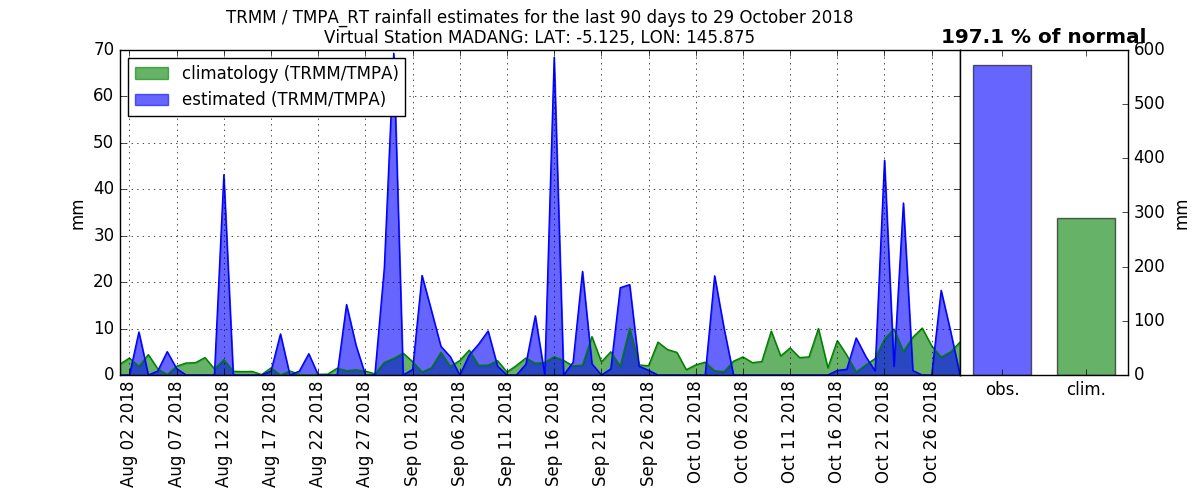 TRMM / TMPA_RT rainfall estimates for the last 90 days to 29 October 2018
Virtual Station MADANG: LAT: -5.125, LON: 145.875
197.1 % of normal
climatology (TRMM/TMPA)
estimated (TRMM/TMPA)
70
60
50
40
30
20
10
0
mm
Aug 02 2018
Aug 07 2018
Aug 12 2018
Aug 17 2018
Aug 22 2018
Aug 27 2018
Sep 01 2018
Sep 06 2018
Sep 11 2018
Sep 16 2018
Sep 21 2018
Sep 26 2018
Oct 01 2018
Oct 06 2018
Oct 11 2018
Oct 16 2018
Oct 21 2018
Oct 26 2018
600
500
400
300
200
100
0
mm
obs.
clim.